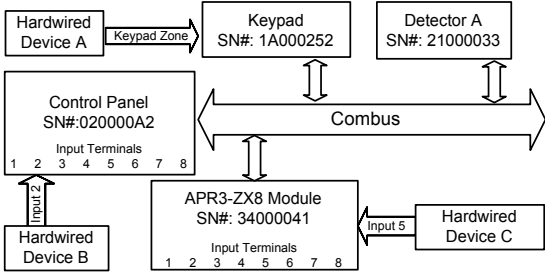 Hardwired
Device A
Keypad Zone
Keypad
SN#: 1A000252
Detector A
SN#: 21000033
Control Panel
SN#:020000A2
Input Terminals
1 2 3 4 5 6 7 8
Combus
Input 2
Hardwired
Device B
APR3-ZX8 Module
SN#: 34000041
Input Terminals
1 2 3 4 5 6 7 8
Input 5
Hardwired
Device C